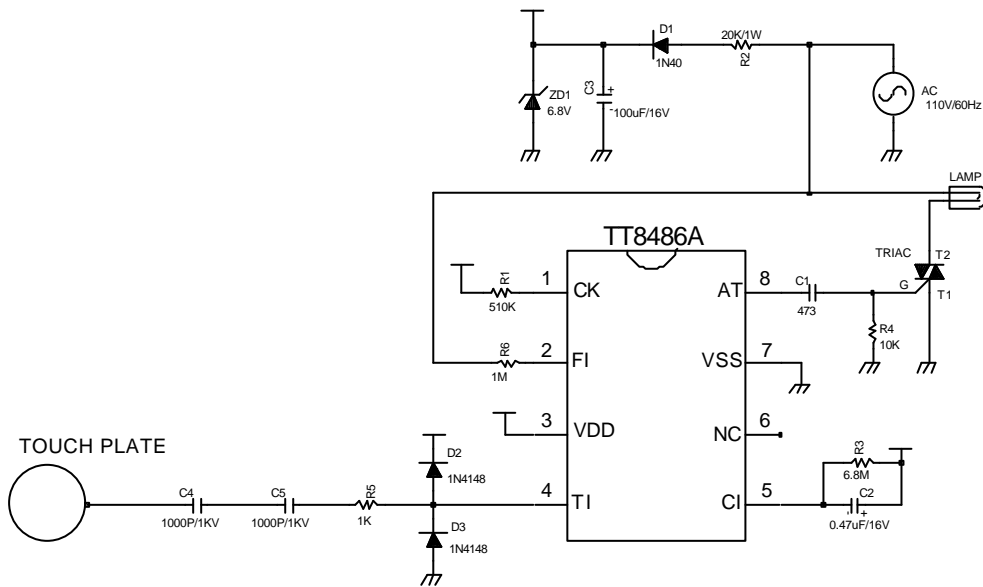 D1
1N40
20K/1W
R2
ZD1
6.8V
C3
+
-
100uF/16V
AC
110V/60Hz
LAMP
TT8486A
TRIAC
T2
G
T1
R1
510K
1
CK
AT
8
C1
473
R4
10K
R6
1M
2
FI
VSS
7
3
VDD
NC
6
TOUCH PLATE
D2
1N4148
R3
6.8M
C4
1000P/1KV
C5
1000P/1KV
R5
1K
4
TI
CI
5
C2
-
+
0.47uF/16V
D3
1N4148